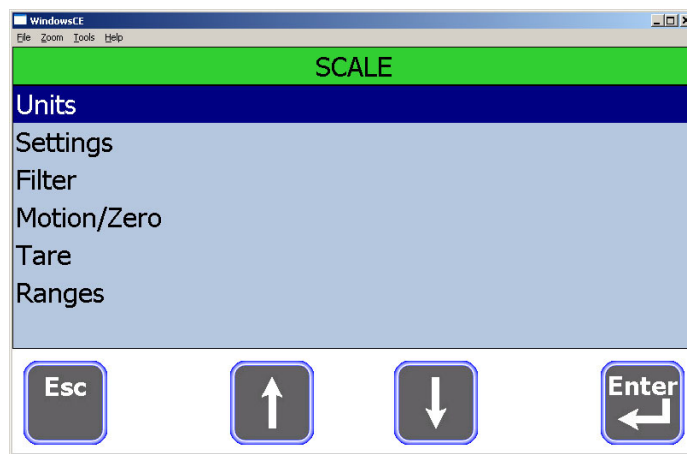 WindowsCE
File Zoom Tools Help
SCALE
Units
Settings
Filter
Motion/Zero
Tare
Ranges
Esc
Enter